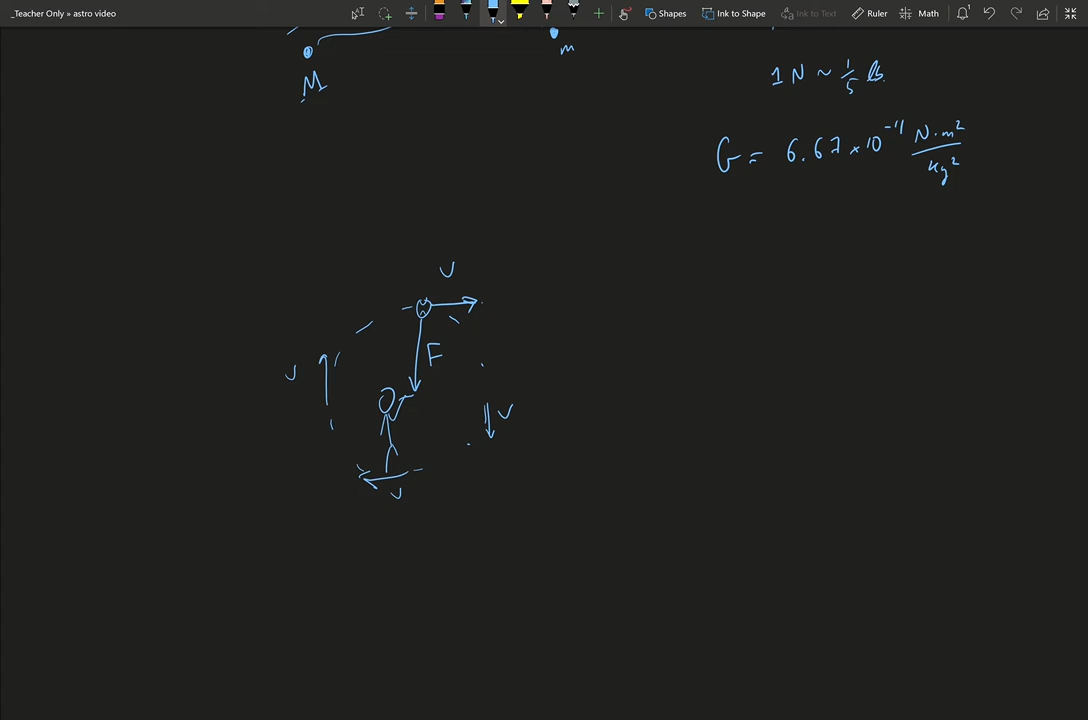 _Teacher Only » astro video
Ink to Shape
Shapes
Ink to Text
Ruler
Math
1
M
m
1 N ~ 1/5 lb.
G = 6.67 × 10⁻¹¹ N·m²/kg²
v
F
v
v
v